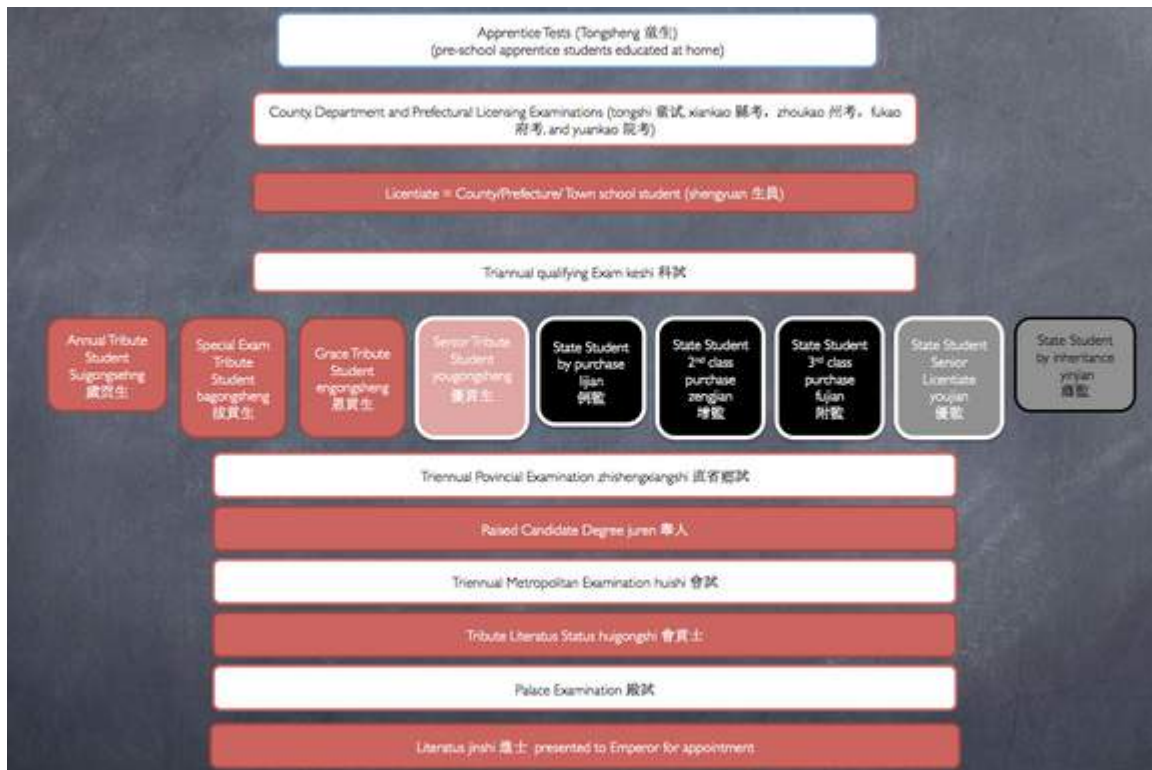 Apprentice Tests (Tongsheng 童生)
(pre-school apprentice students educated at home)
County, Department and Prefectural Licensing Examinations (tongshi 童试, xiankao 縣考，zhoukao 州考，fukao
府考, and yuankao 院考)
Licentiate = County/Prefecture/ Town school student (shengyuan 生員)
Triannual qualifying Exam keshi 科試
Annual Tribute
Student
Suigongsehng
歲貢生
Special Exam
Tribute
Student
bagongsheng
拔貢生
Grace Tribute
Student
engongsheng
恩貢生
Senior Tribute
Student
yougongsheng
優貢生
State Student
by purchase
lijian
例監
State Student
2nd class
purchase
zengjian
增監
State Student
3rd class
purchase
fujian
附監
State Student
Senior
Licentiate
youjian
優監
State Student
by inheritance
yinjian
Triennual Povincial Examination zhishengxiangshi 直省鄉試
Raised Candidate Degree juren 舉人
Triennual Metropolitan Examination huishi 會試
Tribute Literatus Status huigongshi 會貢士
Palace Examination 殿試
Literatus jinshi 進士 presented to Emperor for appointment